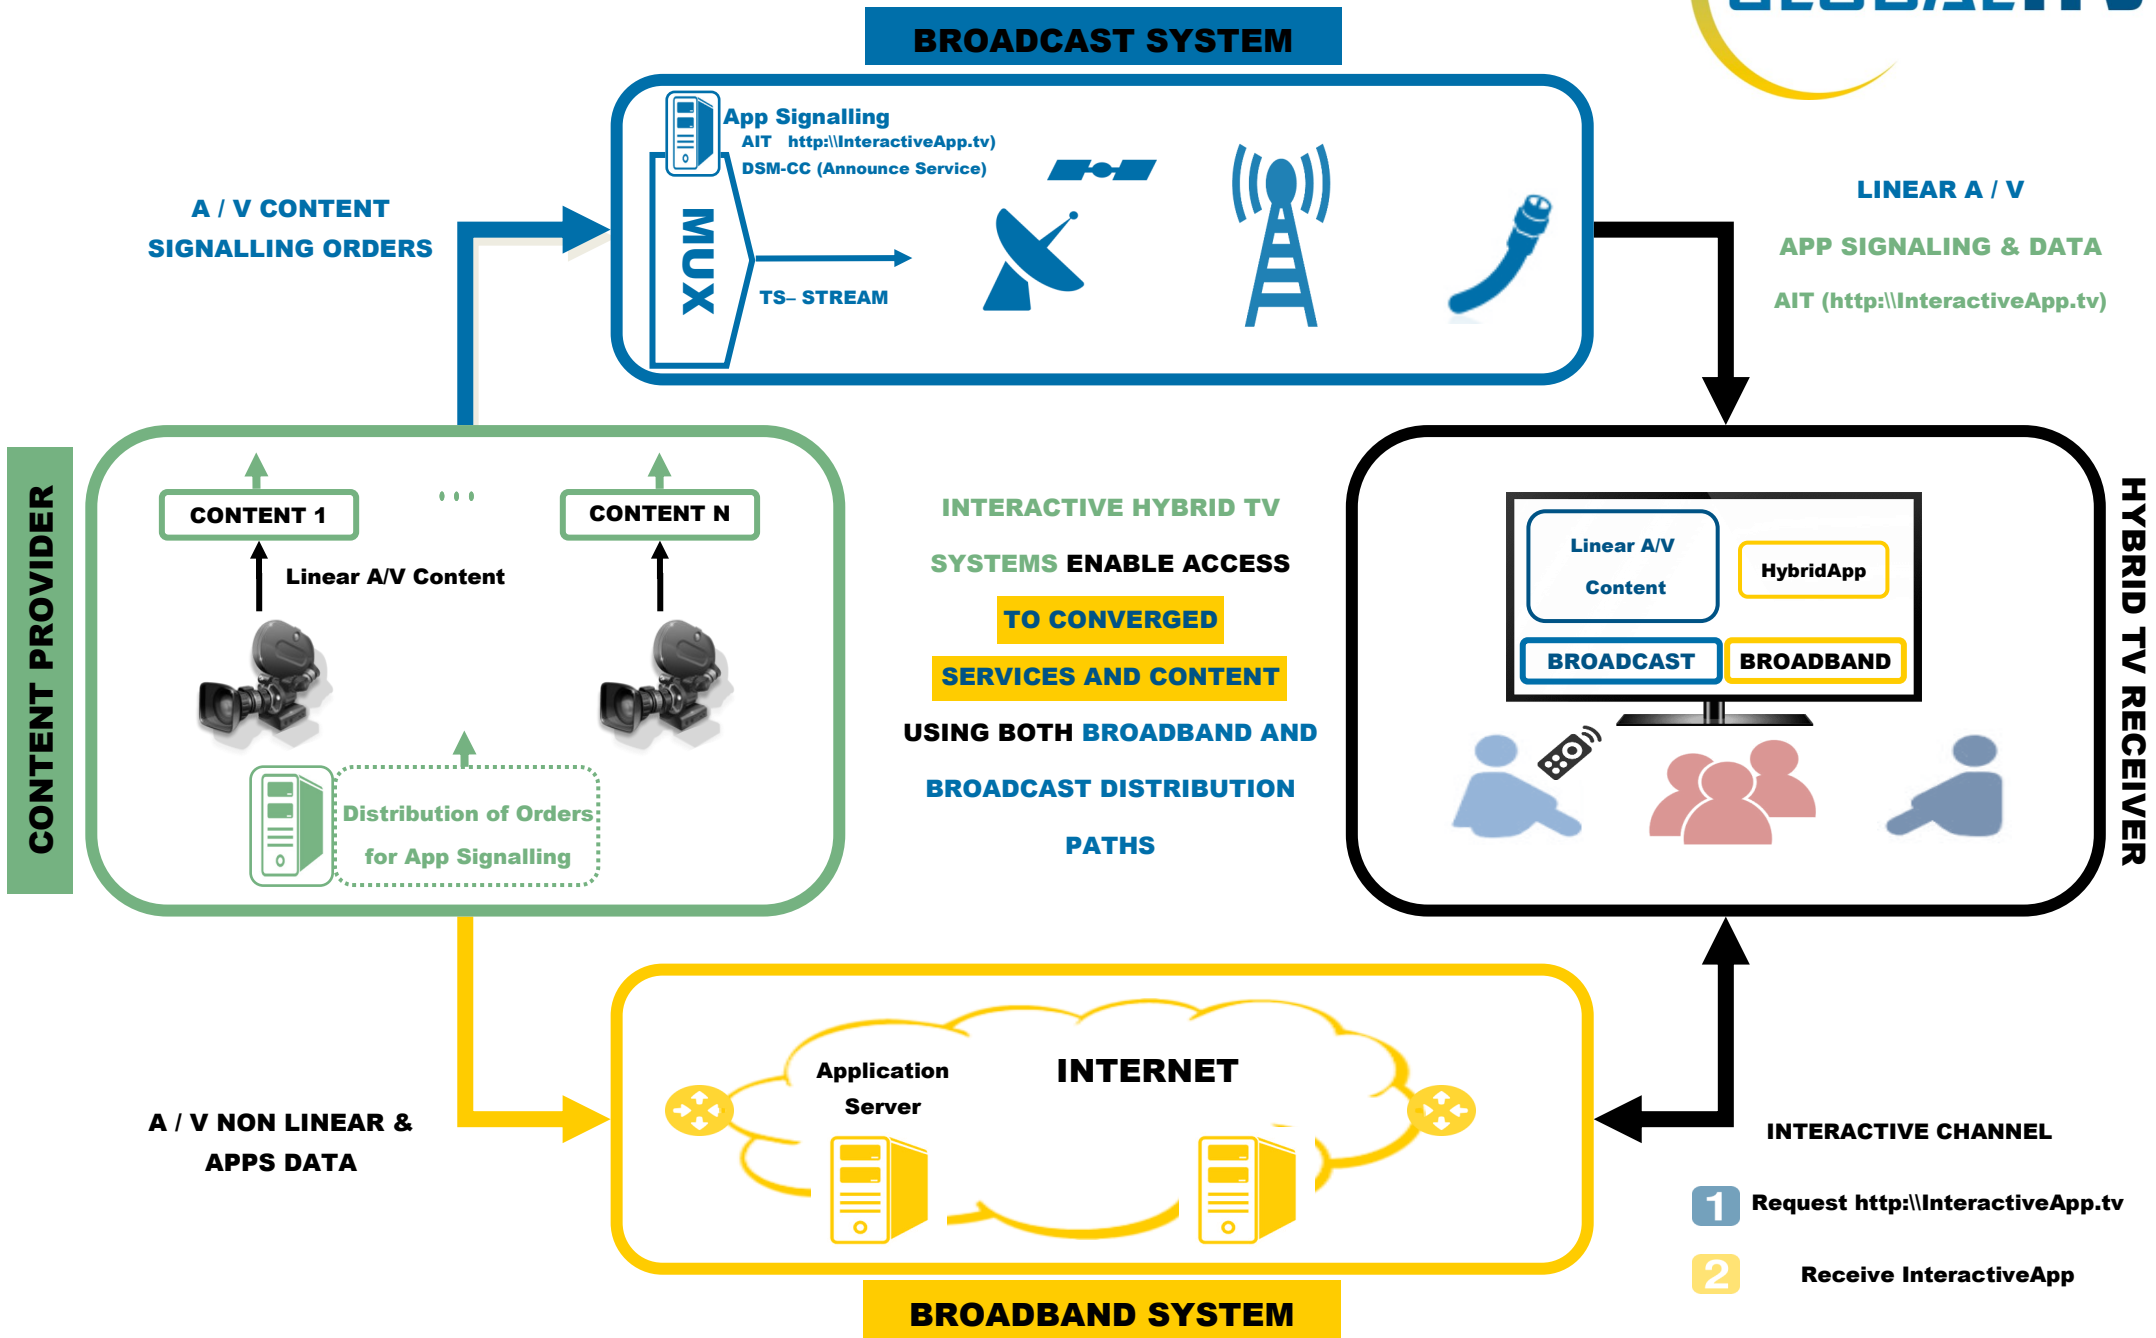 GLOBALITV
BROADCAST SYSTEM
App Signalling
AIT http:\\InteractiveApp.tv)
DSM-CC (Announce Service)
MUX
TS– STREAM
A / V CONTENT
SIGNALLING ORDERS
LINEAR A / V
APP SIGNALING & DATA
AIT (http:\\InteractiveApp.tv)
CONTENT PROVIDER
CONTENT 1
...
CONTENT N
Linear A/V Content
Distribution of Orders
for App Signalling
INTERACTIVE HYBRID TV
SYSTEMS ENABLE ACCESS
TO CONVERGED
SERVICES AND CONTENT
USING BOTH BROADBAND AND
BROADCAST DISTRIBUTION
PATHS
Linear A/V
Content
HybridApp
BROADCAST
BROADBAND
HYBRID TV RECEIVER
A / V NON LINEAR &
APPS DATA
Application
Server
INTERNET
INTERACTIVE CHANNEL
1 Request http:\\InteractiveApp.tv
2 Receive InteractiveApp
BROADBAND SYSTEM